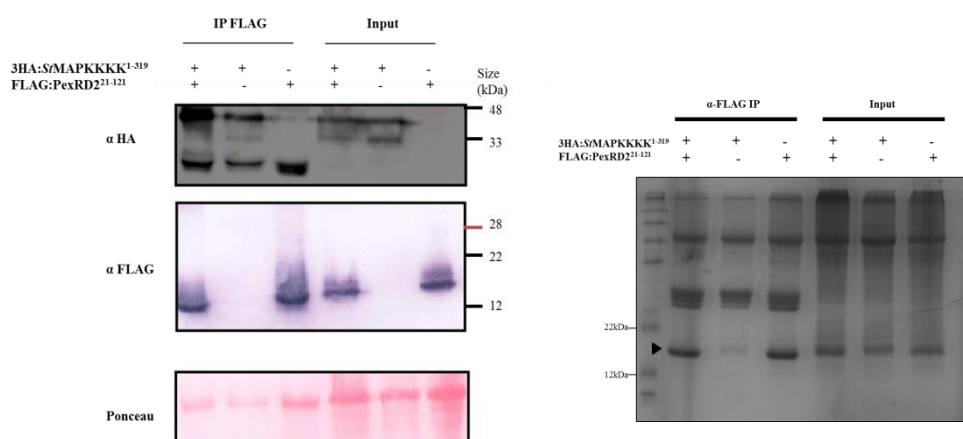 IP FLAG Input
3HA:StMAPKKKK1-319 + + - + + -
FLAG:PexRD221-121 + - + + - +
Size
(kDa)
α HA
48
33
α FLAG
28
22
12
Ponceau
α-FLAG IP Input
3HA:StMAPKKKK1-319 + + - + + -
FLAG:PexRD221-121 + - + + - +
22kDa
12kDa